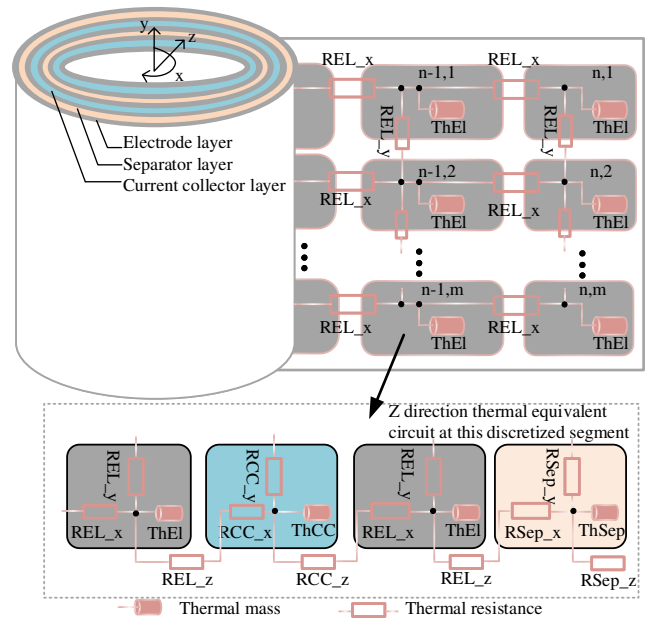 y
z
x
Electrode layer
Separator layer
Current collector layer
REL_x
REL_x
n-1,1
n,1
ThEl
ThEl
REL_y
REL_y
n-1,2
n,2
REL_x
REL_x
ThEl
ThEl
n-1,m
n,m
REL_x
REL_x
ThEl
ThEl
Z direction thermal equivalent
circuit at this discretized segment
REL_y
RCC_y
REL_y
RSep_y
REL_x
ThEl
RCC_x
ThCC
REL_x
ThEl
RSep_x
ThSep
REL_z
RCC_z
REL_z
RSep_z
Thermal mass
Thermal resistance